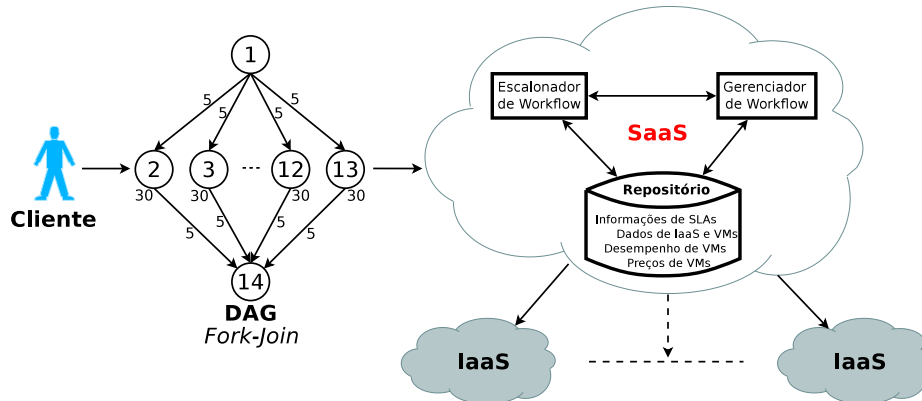 1
5
5
5
5
2
3
...
12
13
30
30
30
30
5
5
5
5
14
DAG
Fork-Join
Cliente
Escalonador
de Workflow
Gerenciador
de Workflow
SaaS
Repositório
Informações de SLAs
Dados de IaaS e VMs
Desempenho de VMs
Preços de VMs
IaaS
IaaS